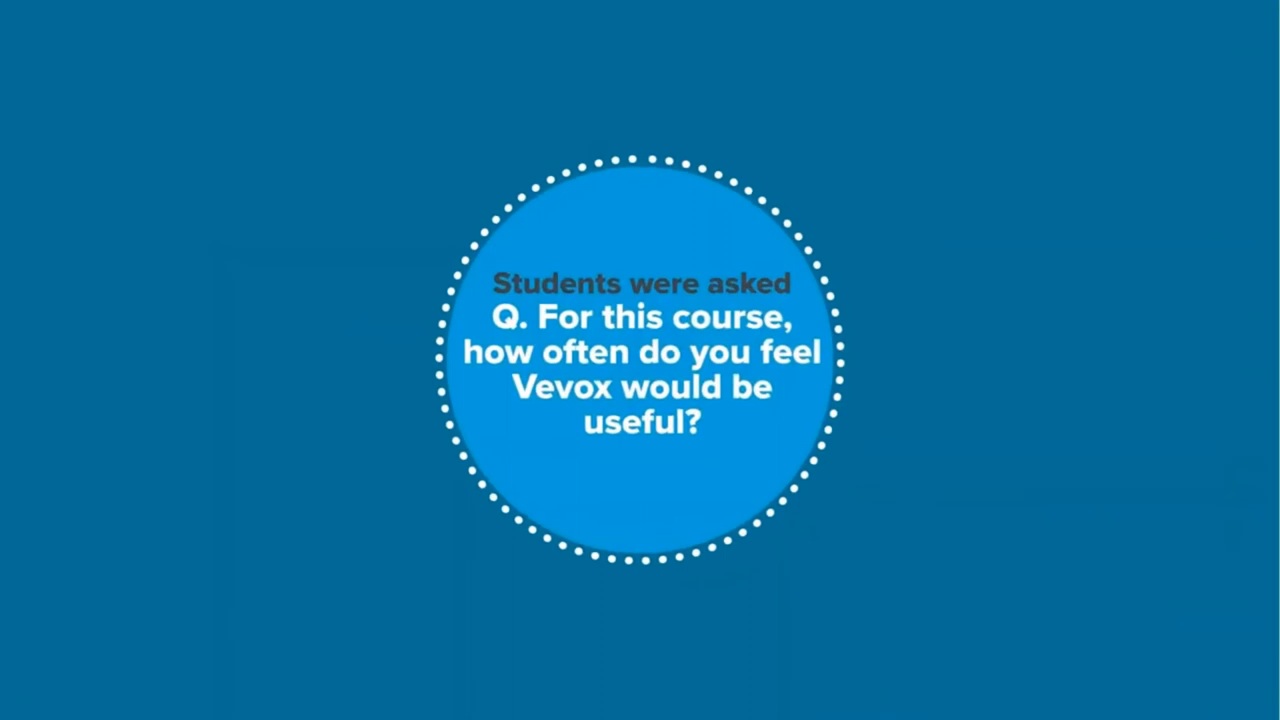 Students were asked
Q. For this course,
how often do you feel
Vevox would be
useful?